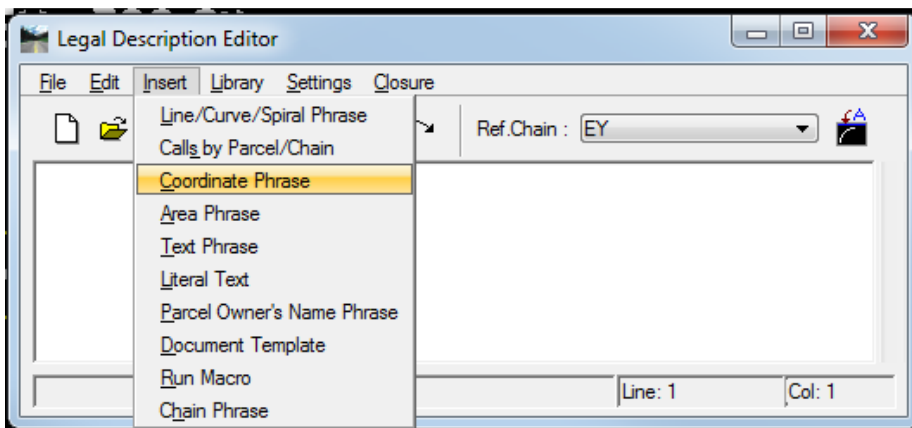 Legal Description Editor
File Edit Insert Library Settings Closure
Line/Curve/Spiral Phrase
Ref.Chain : EY
Calls by Parcel/Chain
Coordinate Phrase
Area Phrase
Text Phrase
Literal Text
Parcel Owner's Name Phrase
Document Template
Run Macro
Line: 1 Col: 1
Chain Phrase